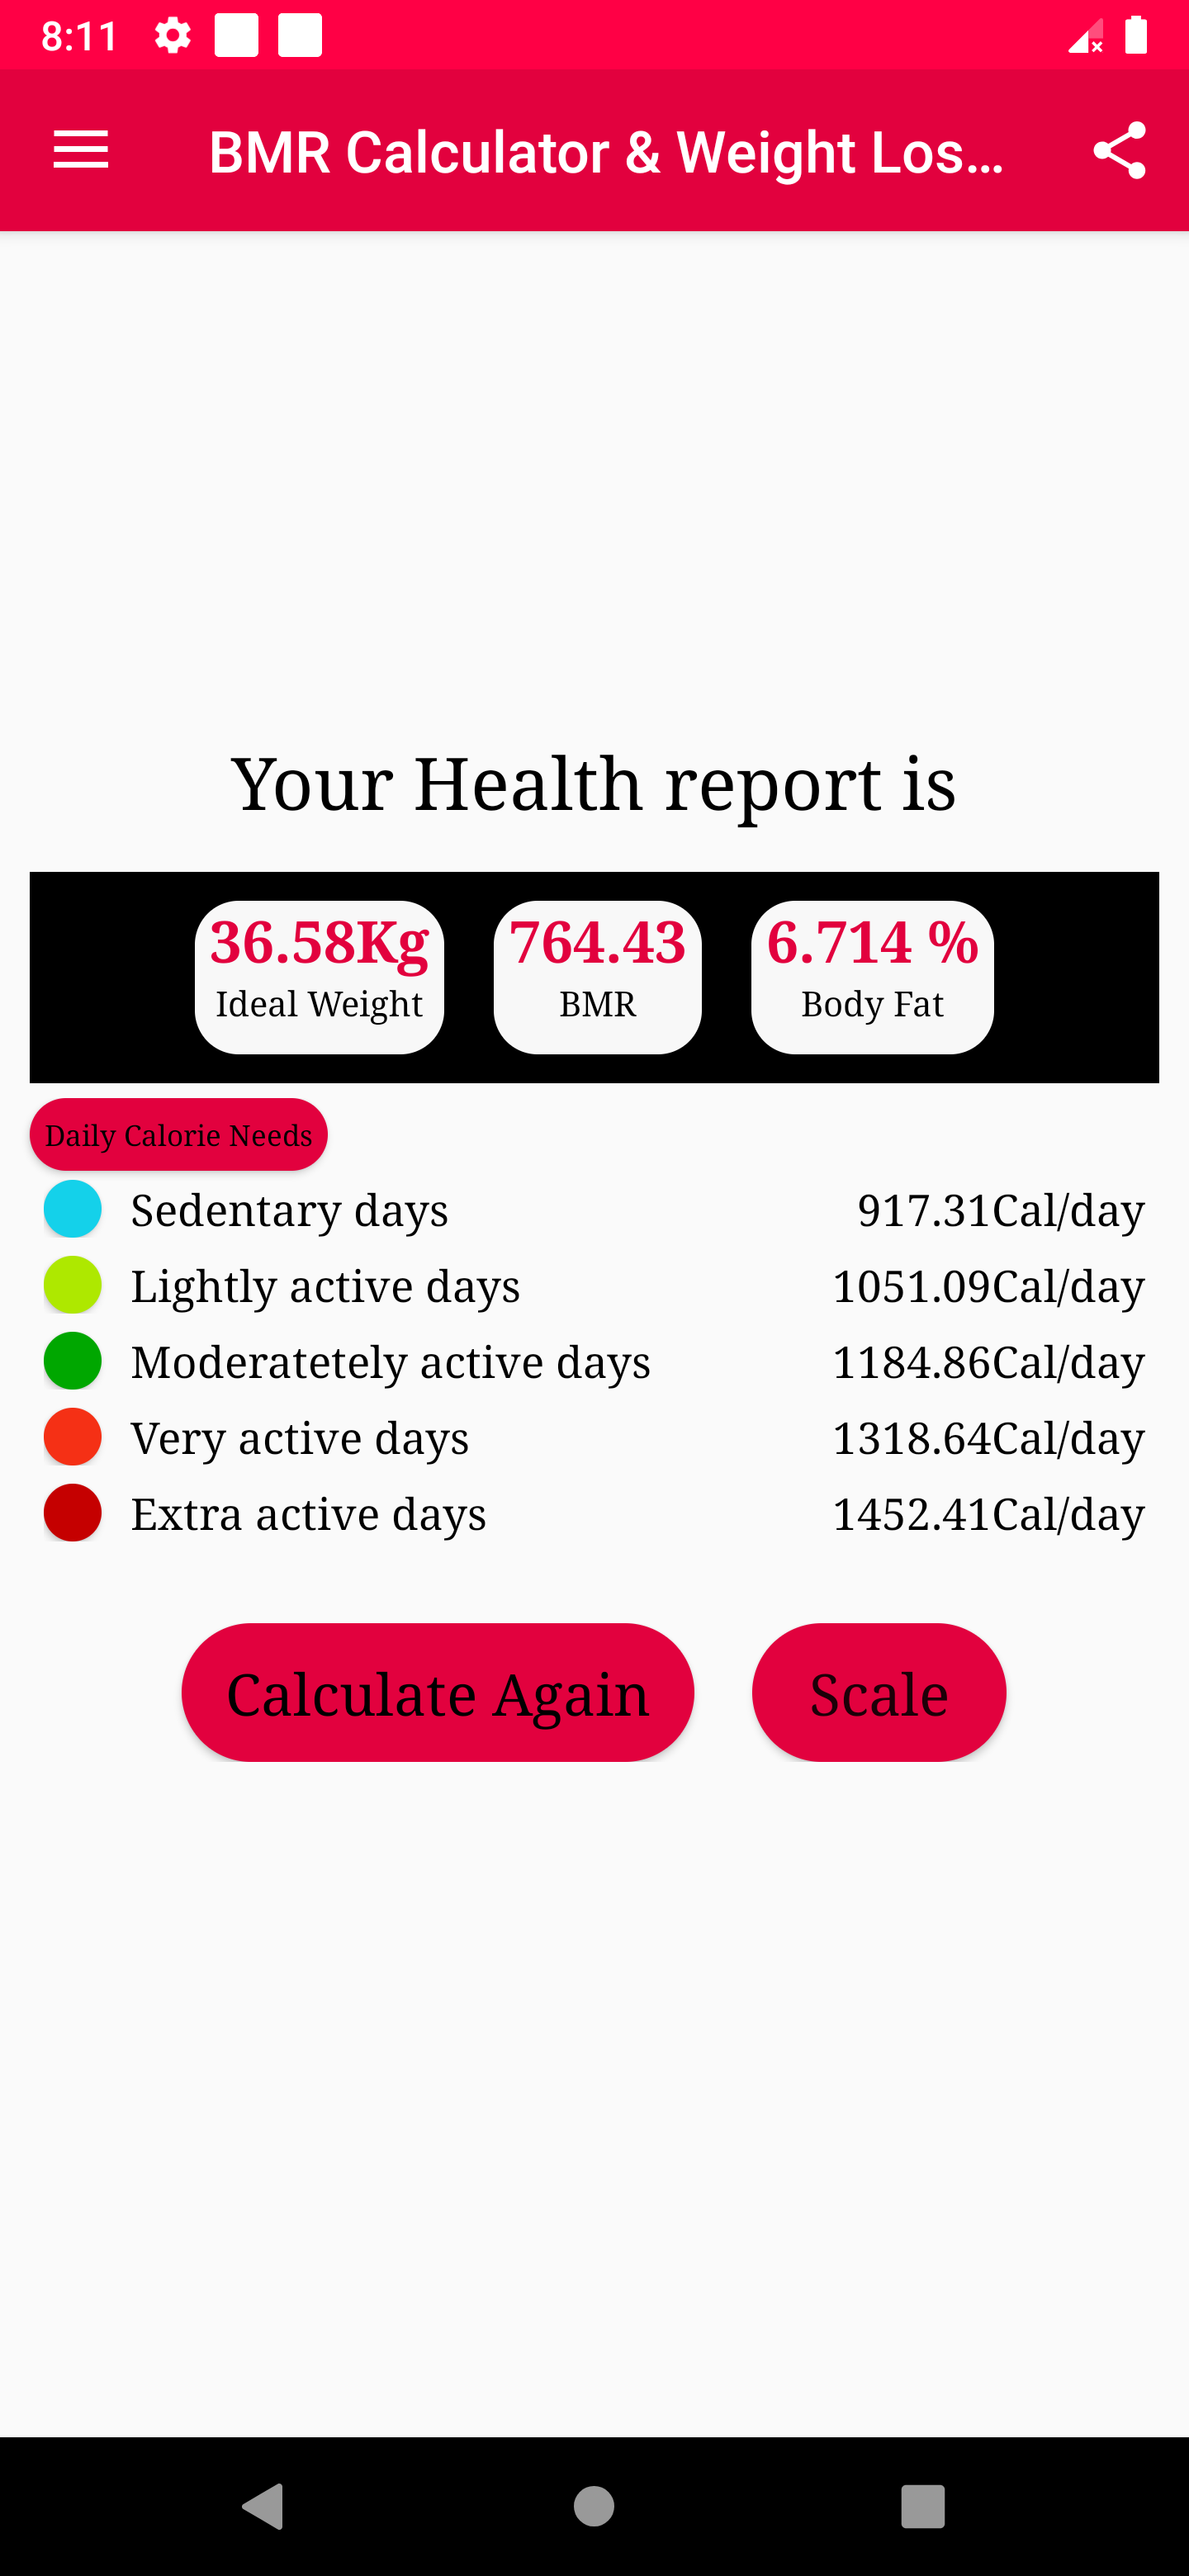 8:11
BMR Calculator & Weight Los...
Your Health report is
36.58Kg 764.43 6.714 %
Ideal Weight BMR Body Fat
Daily Calorie Needs
Sedentary days 917.31Cal/day
Lightly active days 1051.09Cal/day
Moderatetely active days 1184.86Cal/day
Very active days 1318.64Cal/day
Extra active days 1452.41Cal/day
Calculate Again Scale